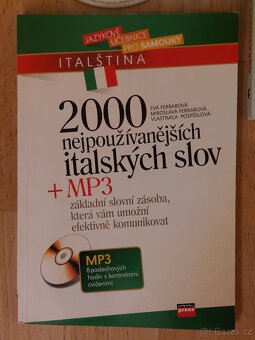 JAZYKOVÉ
UČEBNICE
PRO SAMOUKY
ITALŠTINA
EVA FERRAROVÁ
MIROSLAVA FERRAROVÁ
VLASTIMILA POSPÍŠILOVÁ
2000
nejpoužívanějších
italských slov
+ MP3
základní slovní zásoba,
která vám umožní
efektivně komunikovat
MP3
8 poslechových
hodin s kontrolními
cvičeními
press
sbazos.cz